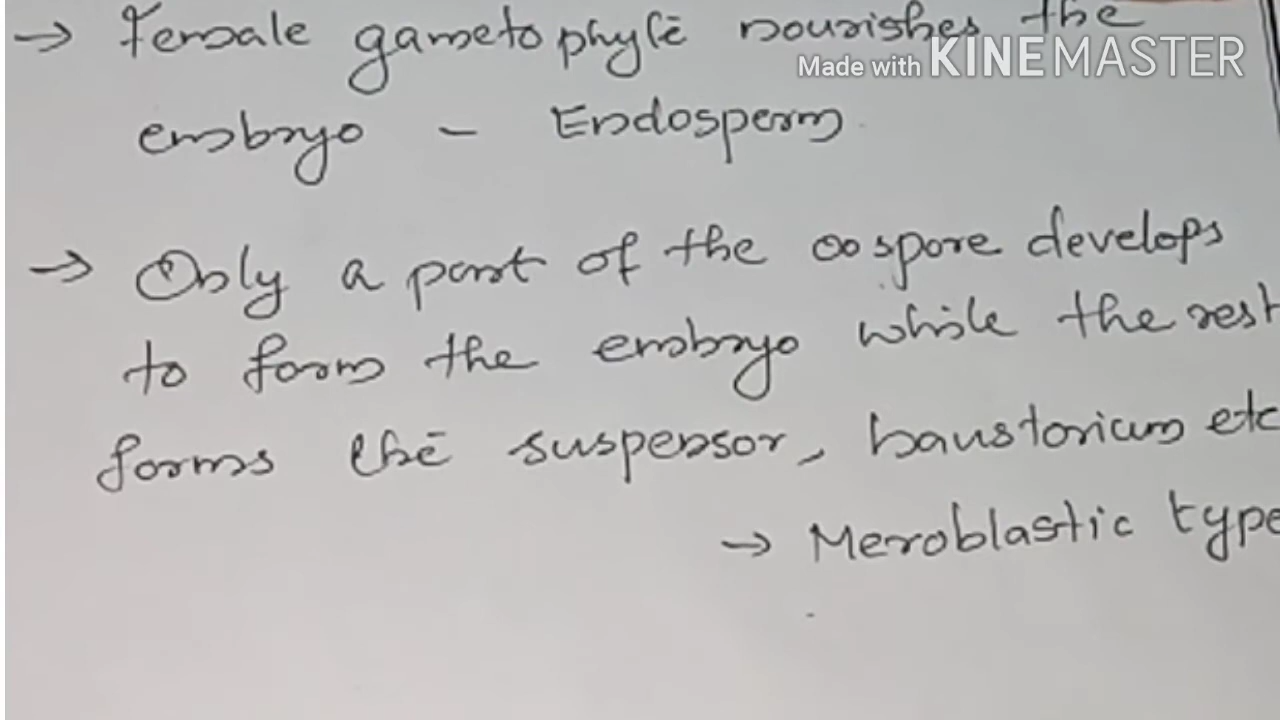 → Female gametophyte nourishes the
Made with KINEMASTER
embryo - Endosperm
→ Only a part of the oospore develops
to form the embryo while the rest
forms the suspensor, haustorium etc
→ Meroblastic type